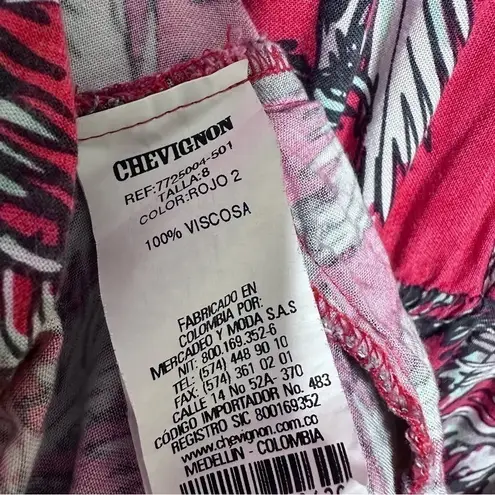 CHEVIGNON
REF:7725004-501
TALLA:8
COLOR:ROJO 2
100% VISCOSA
FABRICADO EN
COLOMBIA POR:
MERCADEO Y MODA S.A.S
NIT: 800.169.352-6
TEL: (574) 448 90 10
FAX: (574) 361 02 01
CALLE 14 No 52A- 370
CÓDIGO IMPORTADOR No. 483
REGISTRO SIC 800169352
www.chevignon.com.co
MEDELLIN - COLOMBIA